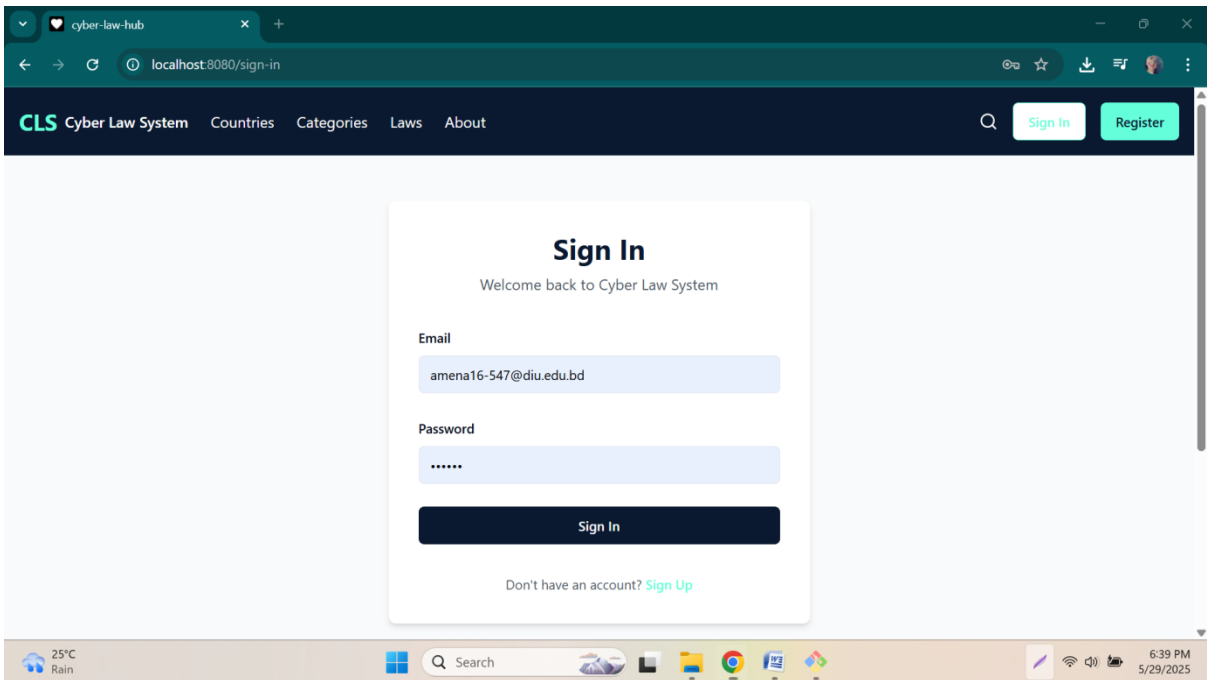 cyber-law-hub
localhost:8080/sign-in
CLS Cyber Law System Countries Categories Laws About Sign In Register
Sign In
Welcome back to Cyber Law System
Email
amena16-547@diu.edu.bd
Password
••••••
Sign In
Don't have an account? Sign Up
25°C
Rain
Search
6:39 PM
5/29/2025